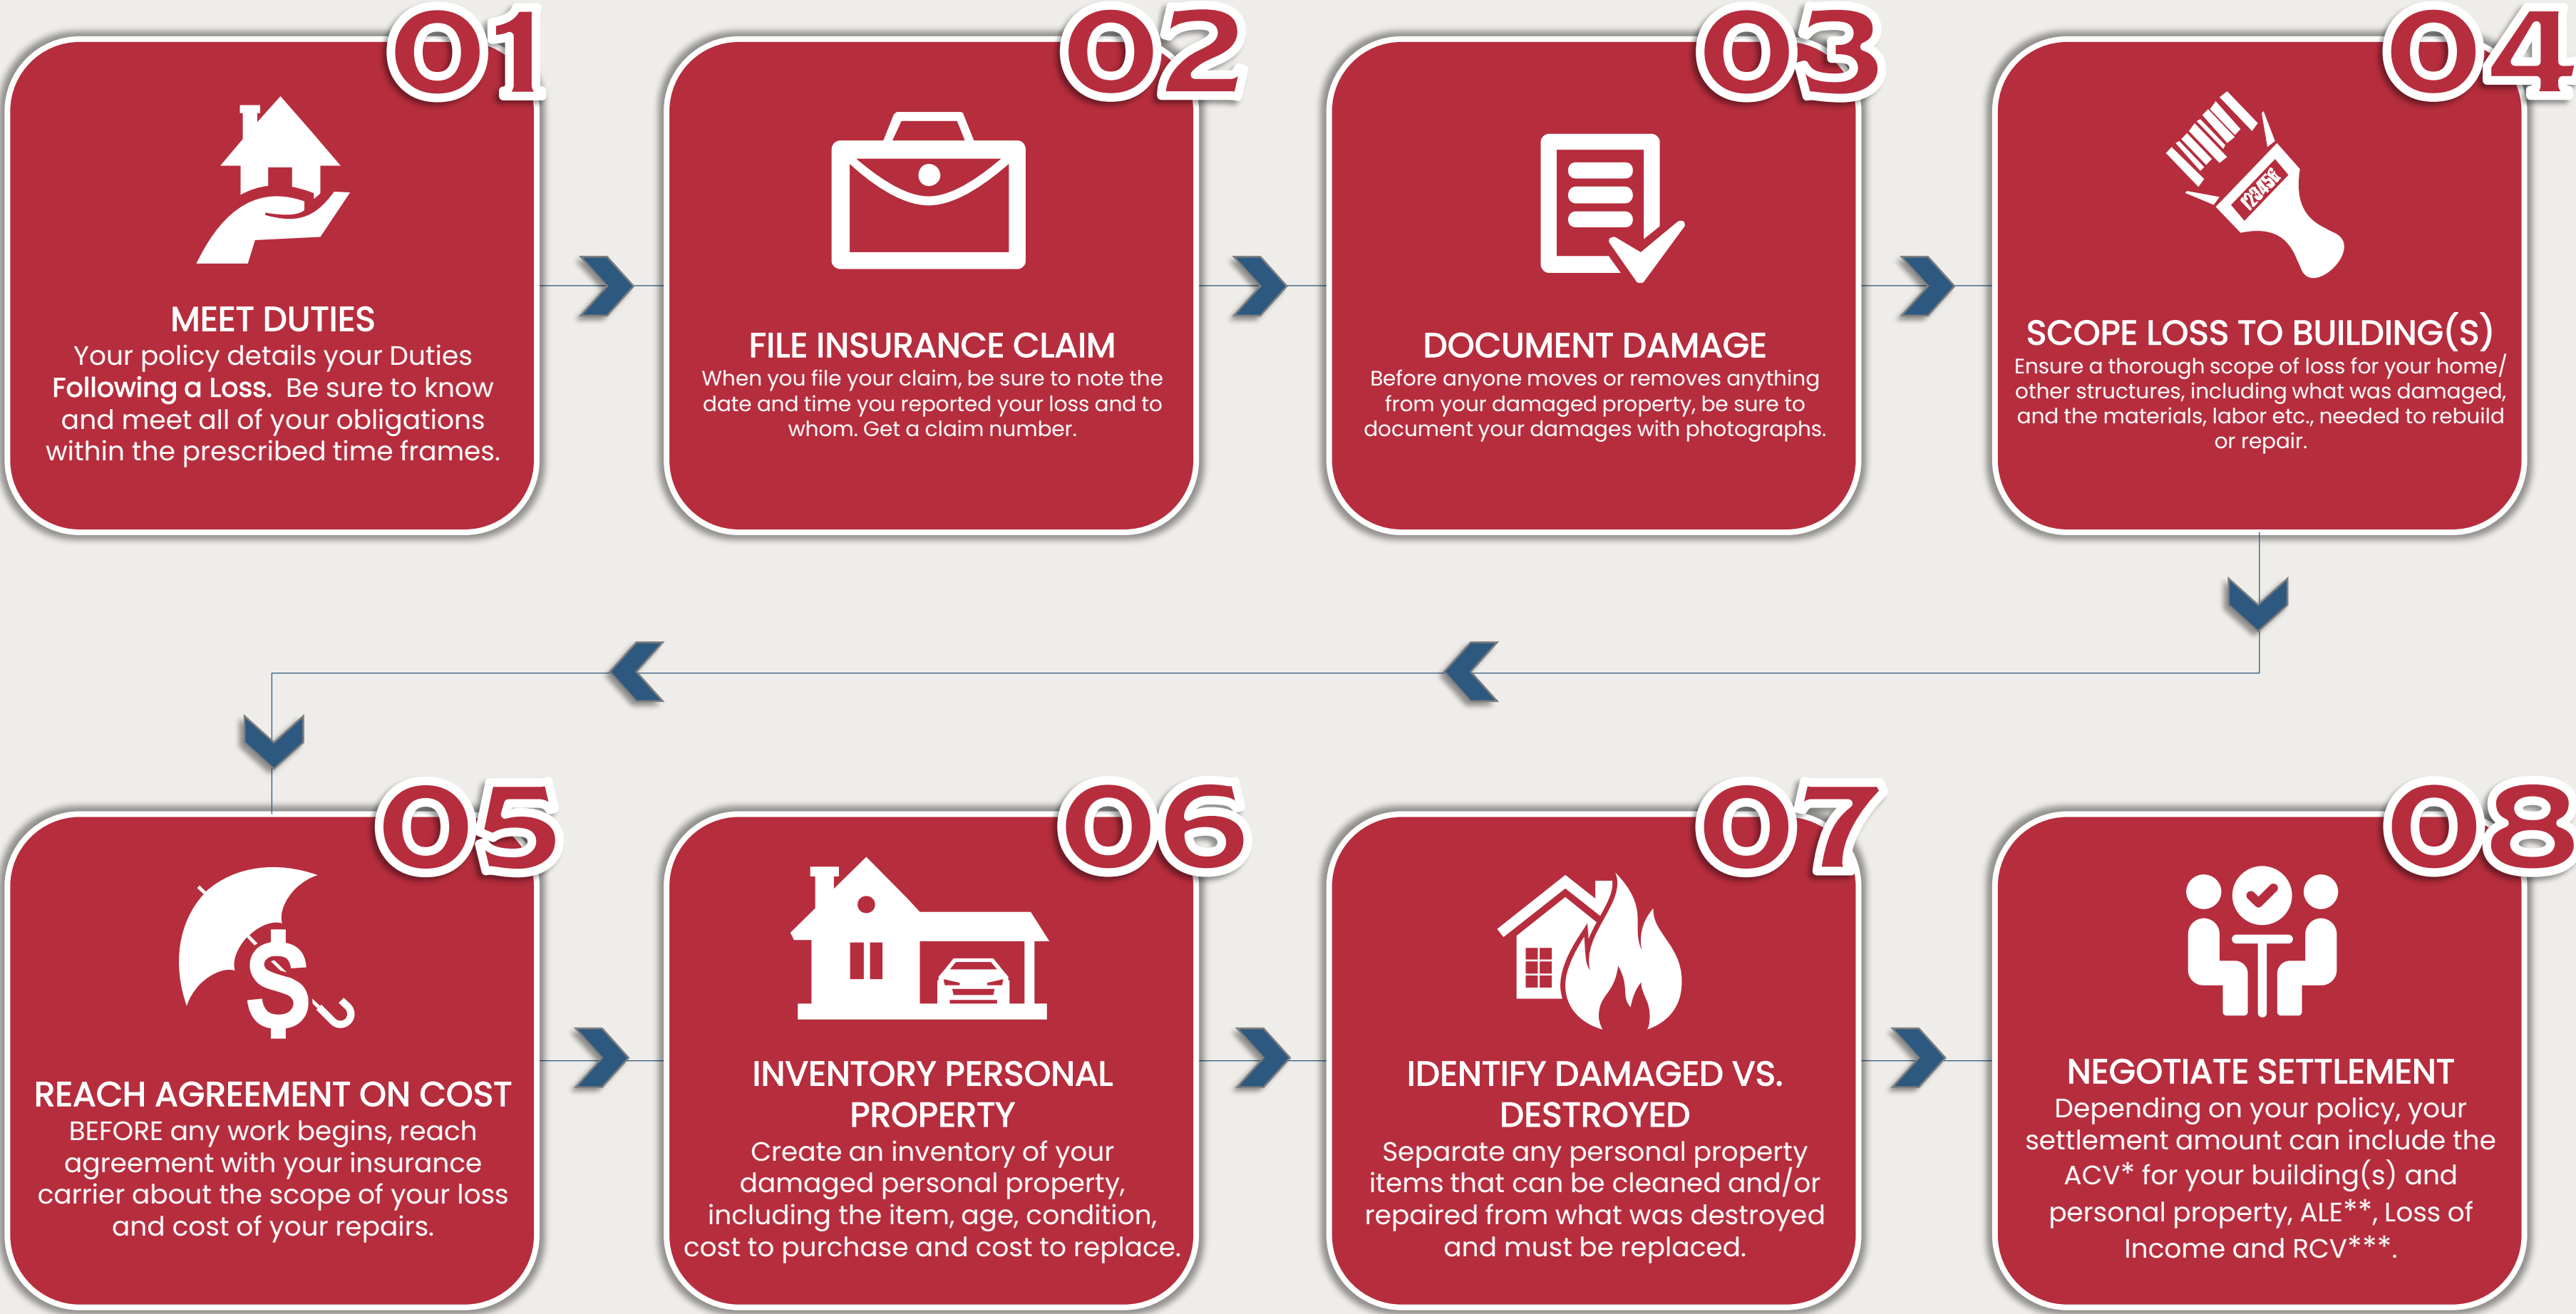 01
MEET DUTIES
Your policy details your Duties
Following a Loss.  Be sure to know
and meet all of your obligations
within the prescribed time frames.
02
FILE INSURANCE CLAIM
When you file your claim, be sure to note the
date and time you reported your loss and to
whom. Get a claim number.
03
DOCUMENT DAMAGE
Before anyone moves or removes anything
from your damaged property, be sure to
document your damages with photographs.
04
123456
SCOPE LOSS TO BUILDING(S)
Ensure a thorough scope of loss for your home/
other structures, including what was damaged,
and the materials, labor etc., needed to rebuild
or repair.
05
$
REACH AGREEMENT ON COST
BEFORE any work begins, reach
agreement with your insurance
carrier about the scope of your loss
and cost of your repairs.
06
INVENTORY PERSONAL
PROPERTY
Create an inventory of your
damaged personal property,
including the item, age, condition,
cost to purchase and cost to replace.
07
IDENTIFY DAMAGED VS.
DESTROYED
Separate any personal property
items that can be cleaned and/or
repaired from what was destroyed
and must be replaced.
08
NEGOTIATE SETTLEMENT
Depending on your policy, your
settlement amount can include the
ACV* for your building(s) and
personal property, ALE**, Loss of
Income and RCV***.